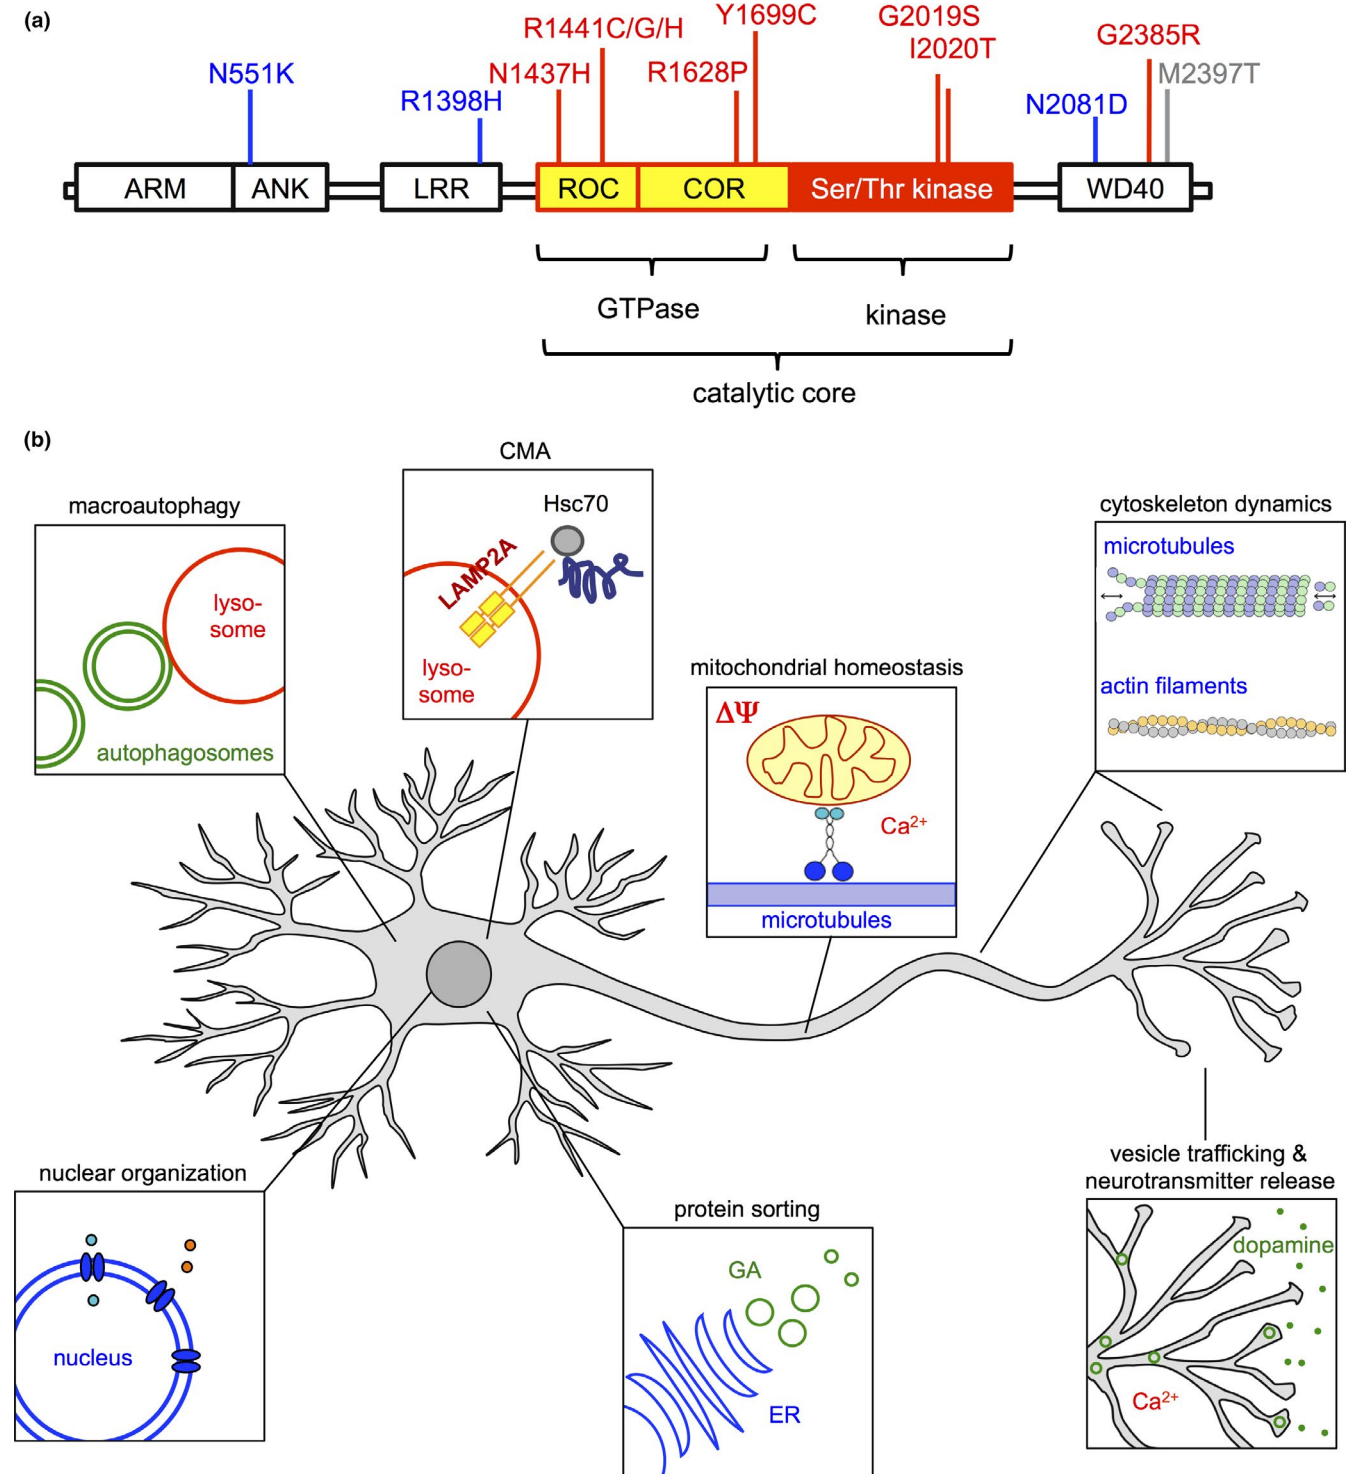 (a)
Y1699C
R1441C/G/H
G2019S
I2020T
G2385R
N551K
N1437H
R1628P
M2397T
R1398H
N2081D
ARM
ANK
LRR
ROC
COR
Ser/Thr kinase
WD40
GTPase
kinase
catalytic core
(b)
CMA
macroautophagy
Hsc70
cytoskeleton dynamics
LAMP2A
microtubules
lyso-
some
lyso-
some
autophagosomes
mitochondrial homeostasis
actin filaments
ΔΨ
Ca2+
microtubules
nuclear organization
vesicle trafficking &
neurotransmitter release
protein sorting
dopamine
GA
nucleus
ER
Ca2+